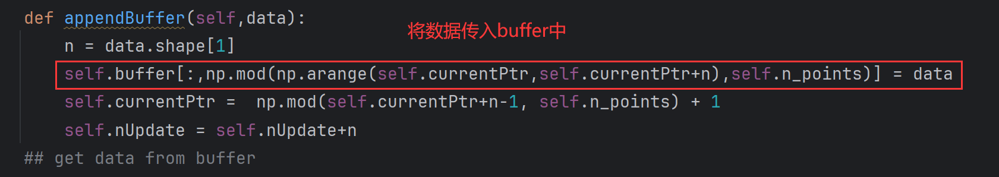 def appendBuffer(self,data):
将数据传入buffer中
n = data.shape[1]
self.buffer[:,np.mod(np.arange(self.currentPtr,self.currentPtr+n),self.n_points)] = data
self.currentPtr =  np.mod(self.currentPtr+n-1, self.n_points) + 1
self.nUpdate = self.nUpdate+n
## get data from buffer